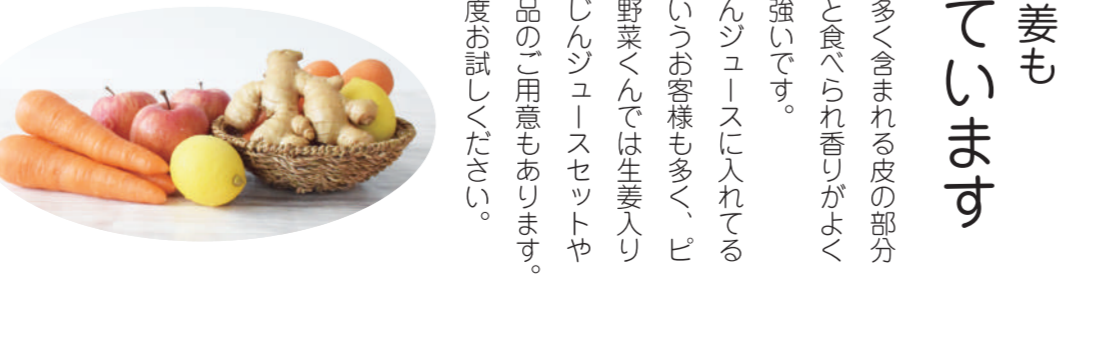 姜も
ています
多く含まれる皮の部分
と食べられ香りがよく
強いです。
んジュースに入れてる
いうお客様も多く、ピ
野菜くんでは生姜入り
じんジュースセットや
品のご用意もあります。
度お試しください。